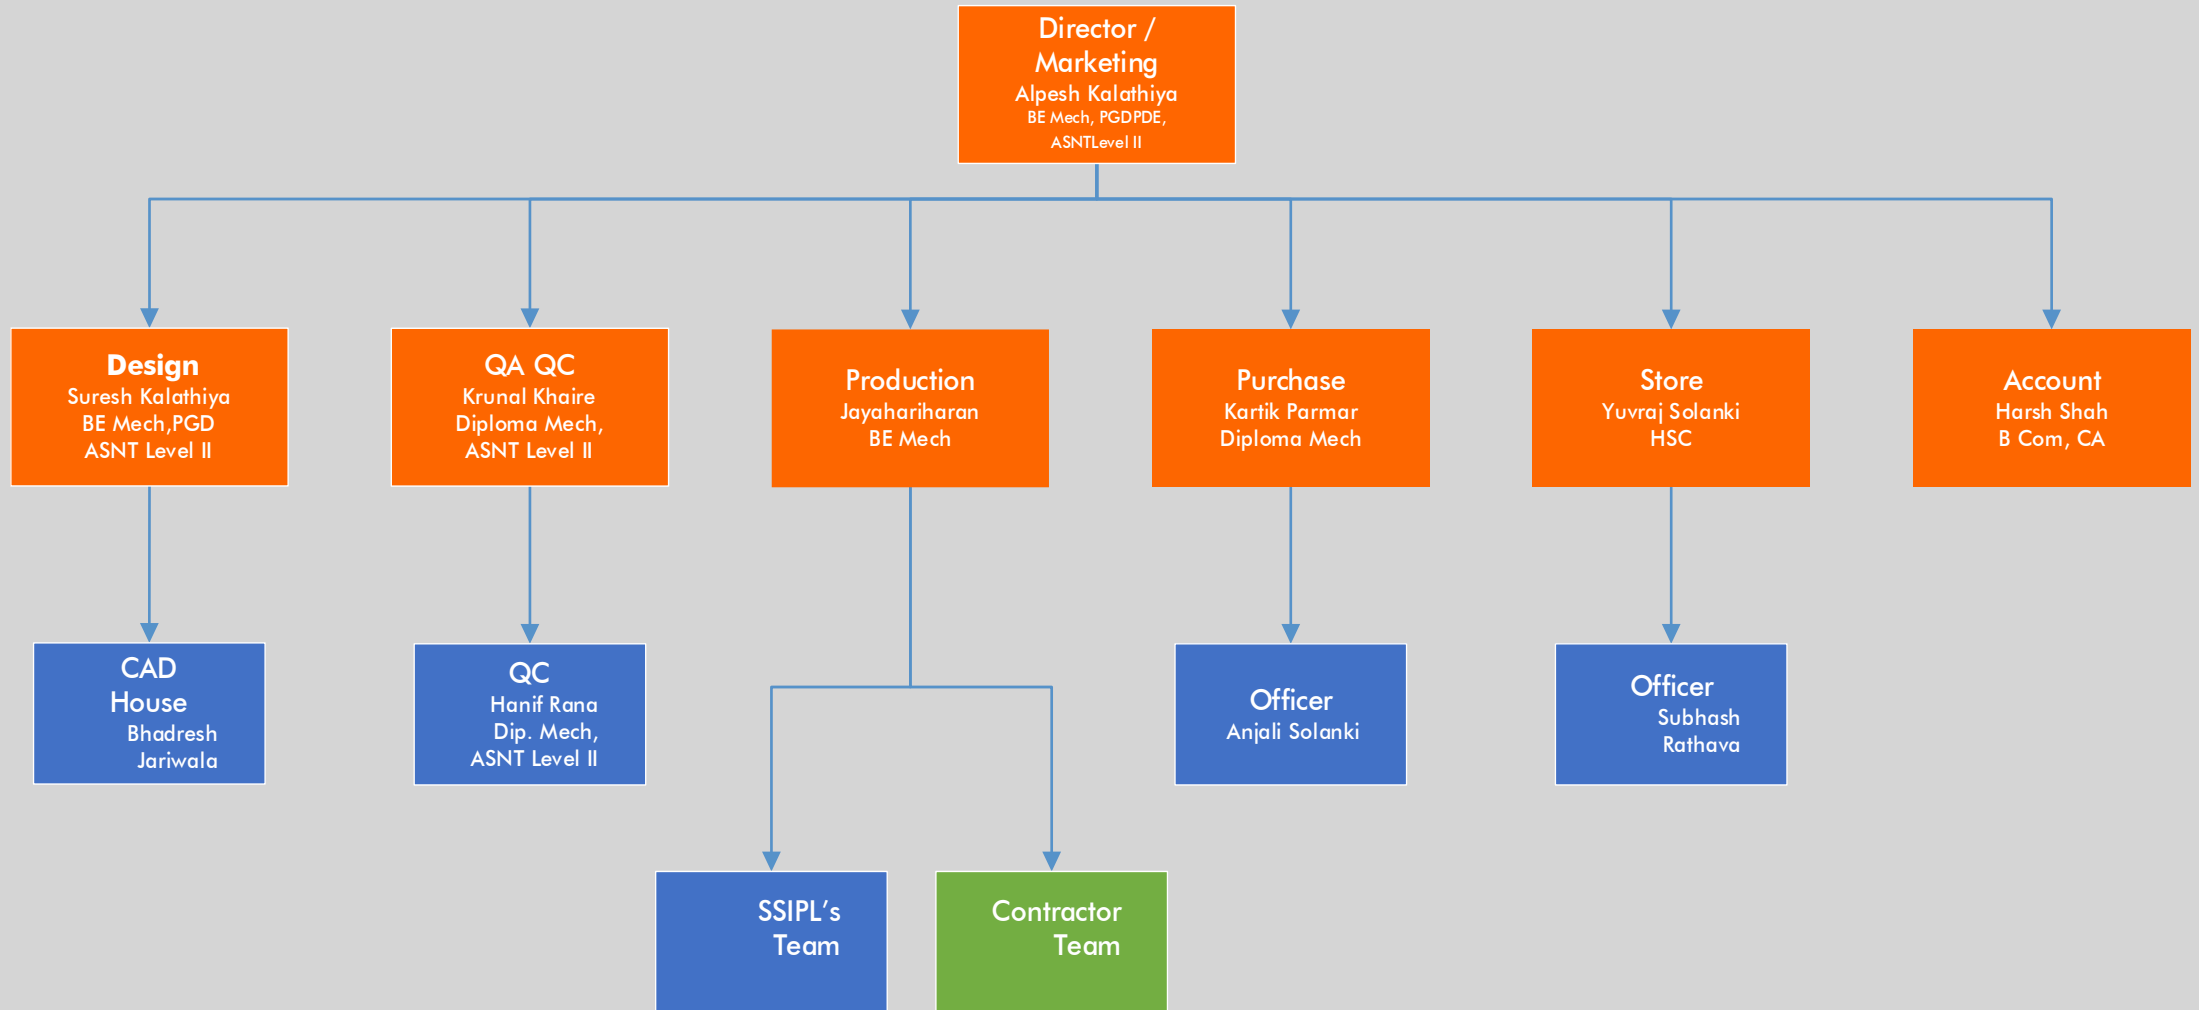 Director /
Marketing
Alpesh Kalathiya
BE Mech, PGDPDE,
ASNTLevel II
Design
Suresh Kalathiya
BE Mech,PGD
ASNT Level II
QA QC
Krunal Khaire
Diploma Mech,
ASNT Level II
Production
Jayahariharan
BE Mech
Purchase
Kartik Parmar
Diploma Mech
Store
Yuvraj Solanki
HSC
Account
Harsh Shah
B Com, CA
CAD
House
Bhadresh
Jariwala
QC
Hanif Rana
Dip. Mech,
ASNT Level II
Officer
Anjali Solanki
Officer
Subhash
Rathava
SSIPL’s
Team
Contractor
Team